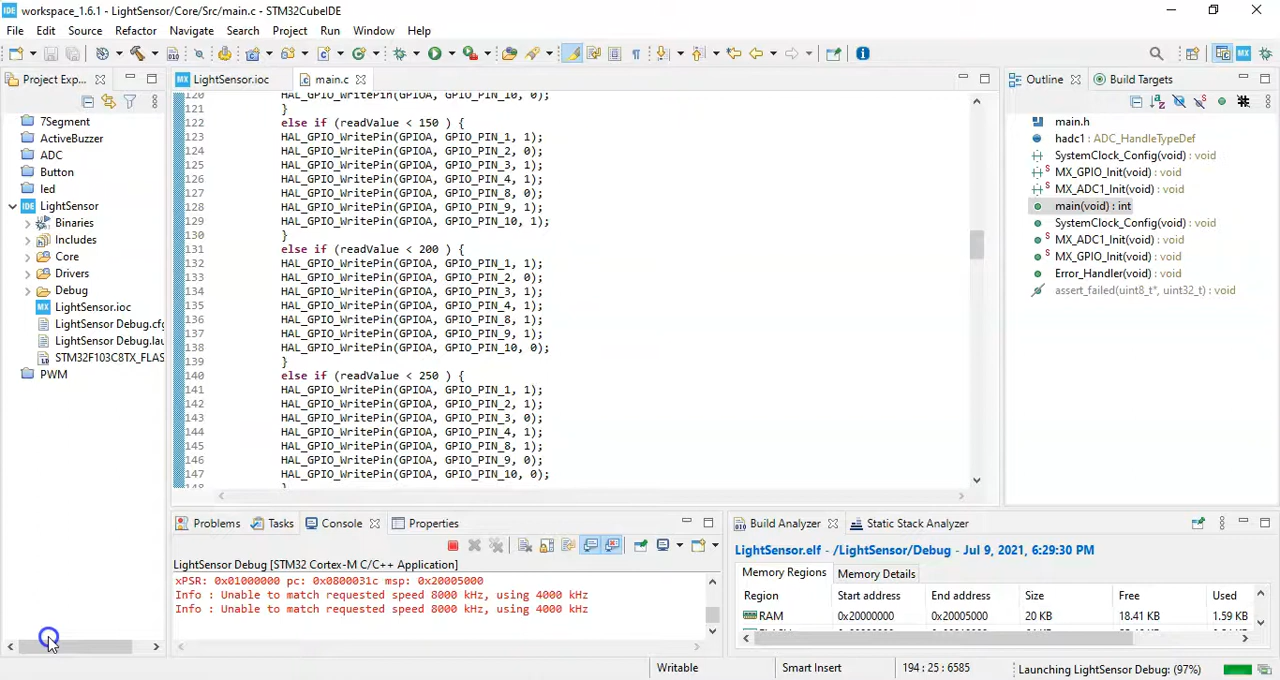 workspace_1.6.1 - LightSensor/Core/Src/main.c - STM32CubeIDE
File Edit Source Refactor Navigate Search Project Run Window Help
Project Exp...
LightSensor.ioc
main.c
Outline
Build Targets
7Segment
ActiveBuzzer
ADC
Button
led
LightSensor
Binaries
Includes
Core
Drivers
Debug
LightSensor.ioc
LightSensor Debug.cfg
LightSensor Debug.lau
STM32F103C8TX_FLAS
PWM
120 HAL_GPIO_WritePin(GPIOA, GPIO_PIN_10, 0);
121 }
122 else if (readValue < 150 ) {
123 HAL_GPIO_WritePin(GPIOA, GPIO_PIN_1, 1);
124 HAL_GPIO_WritePin(GPIOA, GPIO_PIN_2, 0);
125 HAL_GPIO_WritePin(GPIOA, GPIO_PIN_3, 1);
126 HAL_GPIO_WritePin(GPIOA, GPIO_PIN_4, 1);
127 HAL_GPIO_WritePin(GPIOA, GPIO_PIN_8, 0);
128 HAL_GPIO_WritePin(GPIOA, GPIO_PIN_9, 1);
129 HAL_GPIO_WritePin(GPIOA, GPIO_PIN_10, 1);
130 }
131 else if (readValue < 200 ) {
132 HAL_GPIO_WritePin(GPIOA, GPIO_PIN_1, 1);
133 HAL_GPIO_WritePin(GPIOA, GPIO_PIN_2, 0);
134 HAL_GPIO_WritePin(GPIOA, GPIO_PIN_3, 1);
135 HAL_GPIO_WritePin(GPIOA, GPIO_PIN_4, 1);
136 HAL_GPIO_WritePin(GPIOA, GPIO_PIN_8, 1);
137 HAL_GPIO_WritePin(GPIOA, GPIO_PIN_9, 1);
138 HAL_GPIO_WritePin(GPIOA, GPIO_PIN_10, 0);
139 }
140 else if (readValue < 250 ) {
141 HAL_GPIO_WritePin(GPIOA, GPIO_PIN_1, 1);
142 HAL_GPIO_WritePin(GPIOA, GPIO_PIN_2, 1);
143 HAL_GPIO_WritePin(GPIOA, GPIO_PIN_3, 0);
144 HAL_GPIO_WritePin(GPIOA, GPIO_PIN_4, 1);
145 HAL_GPIO_WritePin(GPIOA, GPIO_PIN_8, 1);
146 HAL_GPIO_WritePin(GPIOA, GPIO_PIN_9, 0);
147 HAL_GPIO_WritePin(GPIOA, GPIO_PIN_10, 0);
148 }
main.h
hadc1 : ADC_HandleTypeDef
SystemClock_Config(void) : void
MX_GPIO_Init(void) : void
MX_ADC1_Init(void) : void
main(void) : int
SystemClock_Config(void) : void
MX_ADC1_Init(void) : void
MX_GPIO_Init(void) : void
Error_Handler(void) : void
assert_failed(uint8_t*, uint32_t) : void
Problems Tasks Console Properties
LightSensor Debug [STM32 Cortex-M C/C++ Application]
xPSR: 0x01000000 pc: 0x0800031c msp: 0x20005000
Info : Unable to match requested speed 8000 kHz, using 4000 kHz
Info : Unable to match requested speed 8000 kHz, using 4000 kHz
Build Analyzer Static Stack Analyzer
LightSensor.elf - /LightSensor/Debug - Jul 9, 2021, 6:29:30 PM
Memory Regions Memory Details
Region Start address End address Size Free Used
RAM 0x20000000 0x20005000 20 KB 18.41 KB 1.59 KB
Writable Smart Insert 194 : 25 : 6585 Launching LightSensor Debug: (97%)